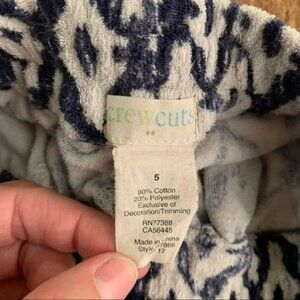 crewcuts
5
80% Cotton
20% Polyester
Exclusive of
Decoration/Trimming
RN77388
CA56445
Made in
Style